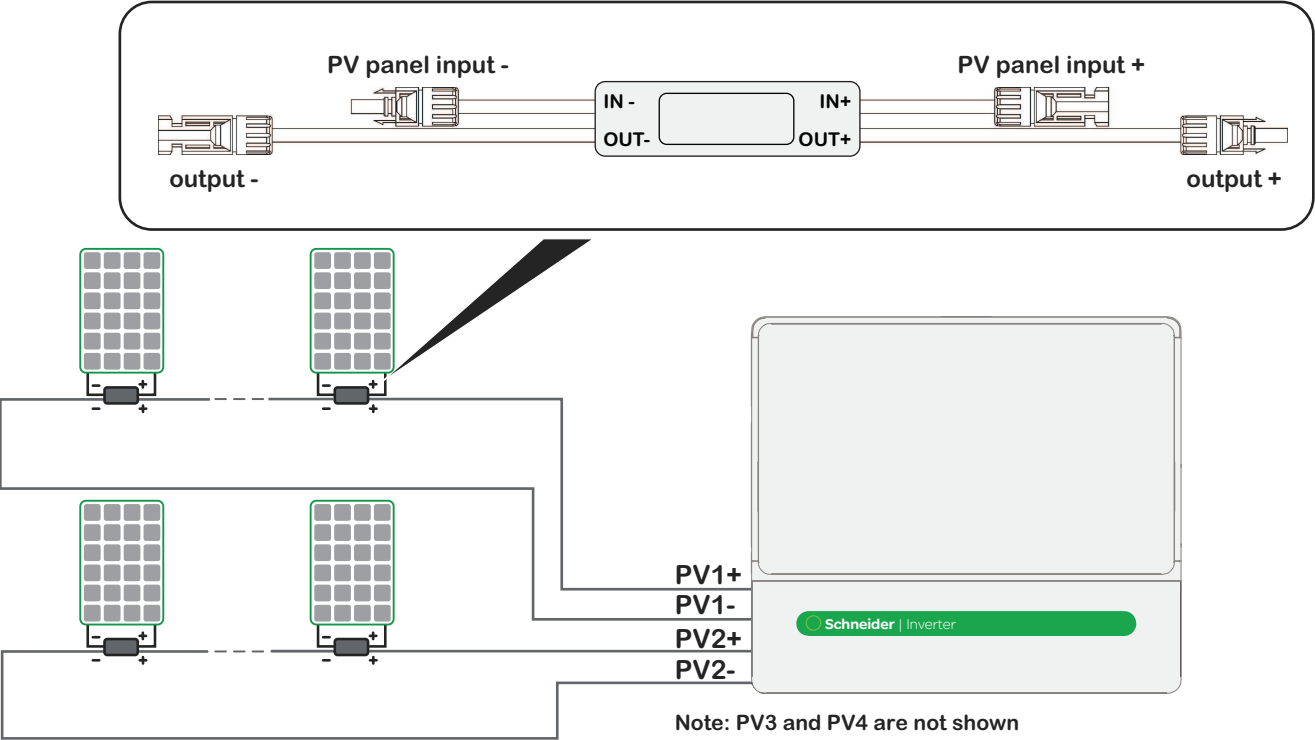 PV panel input -
PV panel input +
IN -
IN+
OUT-
OUT+
output -
output +
- +
- +
- +
- +
PV1+
PV1-
Schneider | Inverter
PV2+
- +
- +
- +
- +
PV2-
Note: PV3 and PV4 are not shown